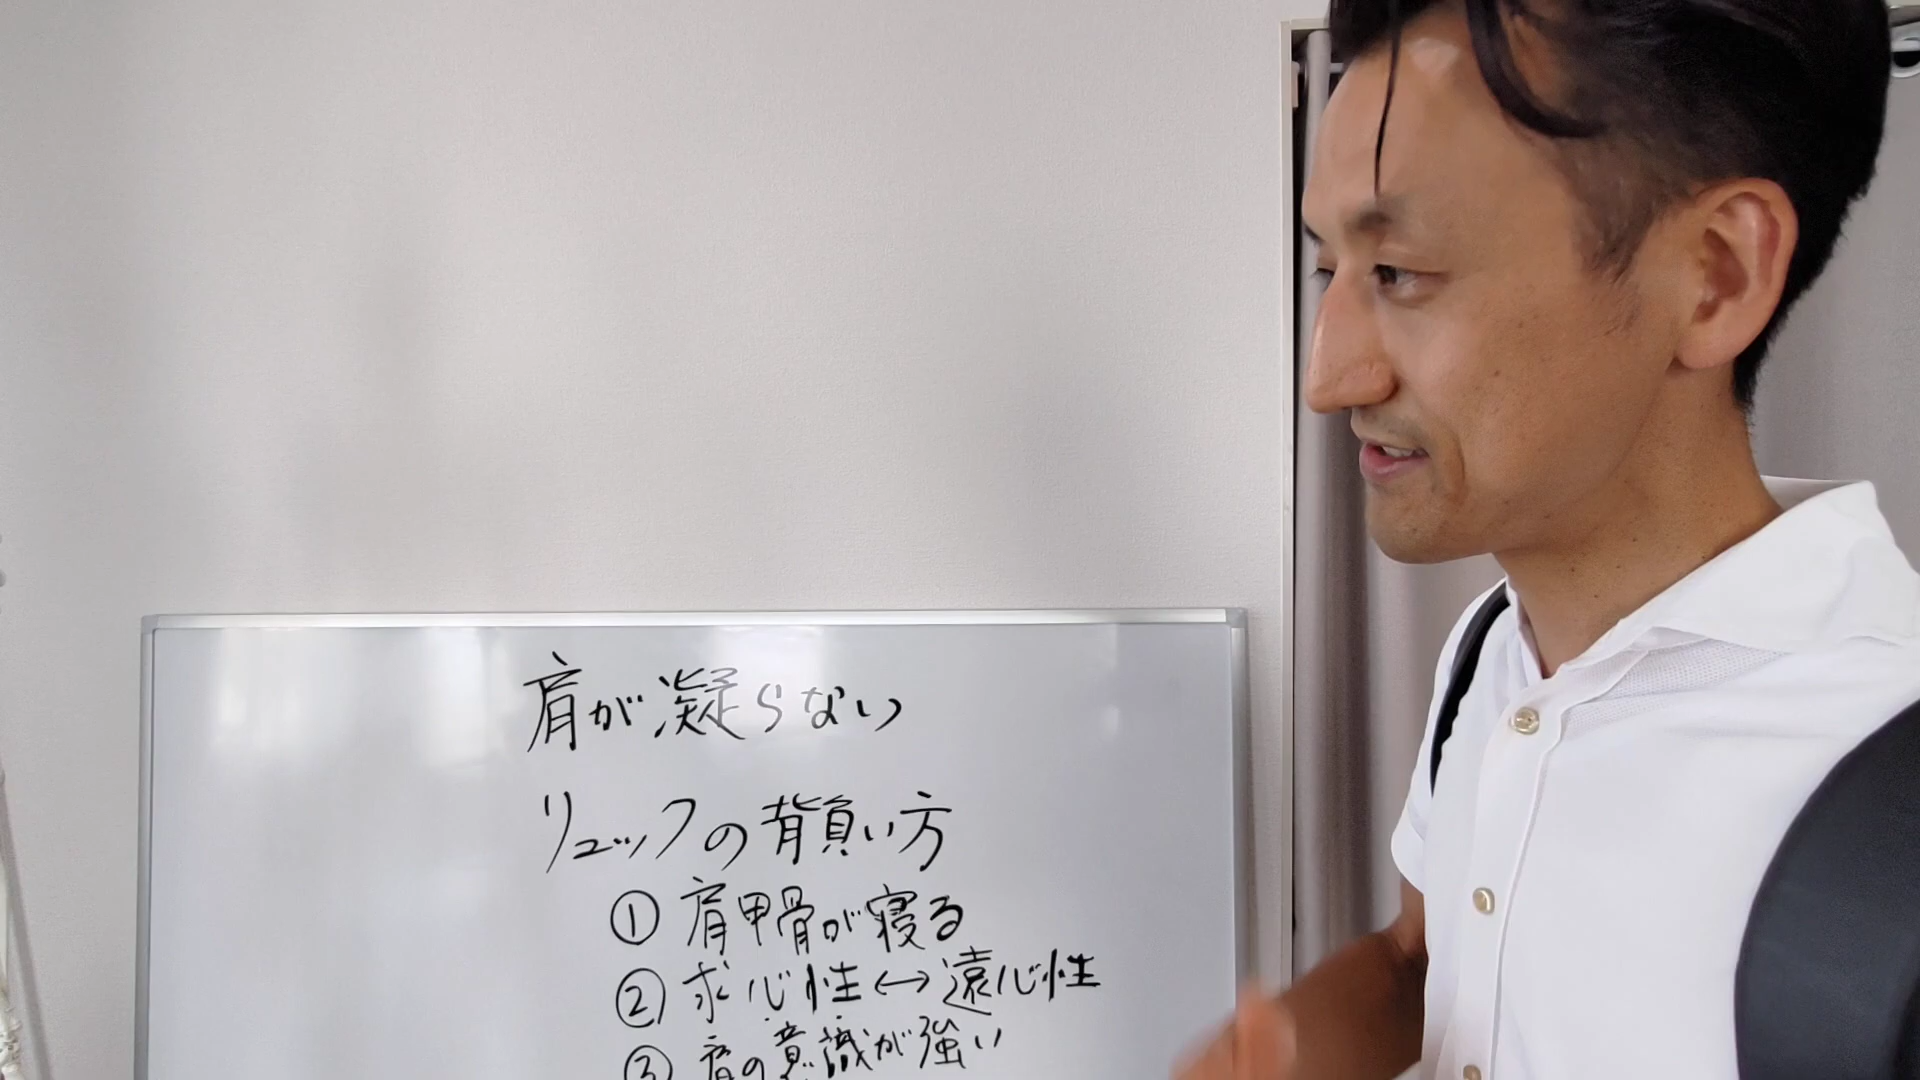 肩が凝らない
リュックの背負い方
① 肩甲骨が寝る
② 求心性↔遠心性
③ 肩の意識が強い